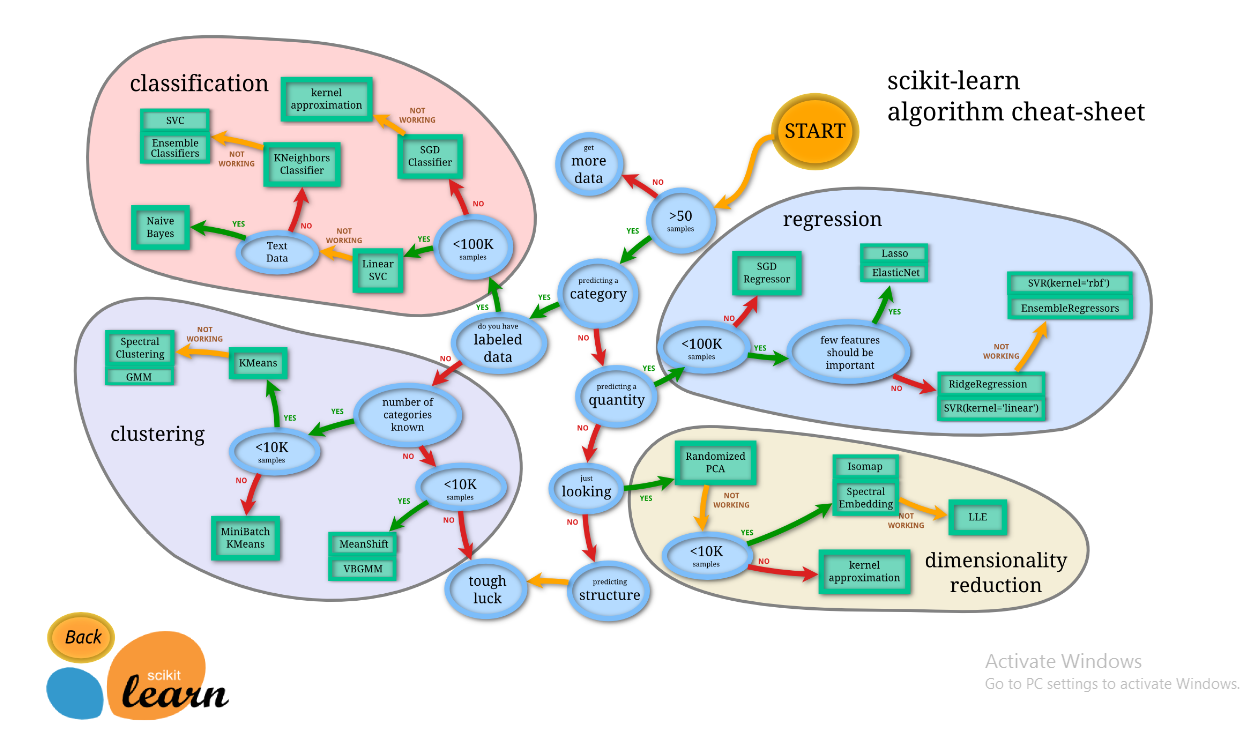 scikit-learn
algorithm cheat-sheet
START
get
more
data
NO
>50
samples
YES
predicting a
category
YES
NO
do you have
labeled
data
YES
NO
predicting a
quantity
YES
NO
just
looking
YES
NO
predicting
structure
tough
luck
classification
kernel
approximation
NOT
WORKING
SGD
Classifier
NO
<100K
samples
YES
Linear
SVC
NOT
WORKING
Text
Data
YES
NO
Naive
Bayes
KNeighbors
Classifier
NOT
WORKING
SVC
Ensemble
Classifiers
clustering
number of
categories
known
YES
NO
<10K
samples
YES
NO
KMeans
NOT
WORKING
Spectral
Clustering
GMM
MiniBatch
KMeans
<10K
samples
YES
NO
MeanShift
VBGMM
regression
<100K
samples
NO
YES
SGD
Regressor
few features
should be
important
YES
NO
Lasso
ElasticNet
RidgeRegression
SVR(kernel='linear')
NOT
WORKING
SVR(kernel='rbf')
EnsembleRegressors
dimensionality
reduction
Randomized
PCA
NOT
WORKING
<10K
samples
YES
NO
Isomap
Spectral
Embedding
NOT
WORKING
LLE
kernel
approximation
Back
scikit
learn
Activate Windows
Go to PC settings to activate Windows.